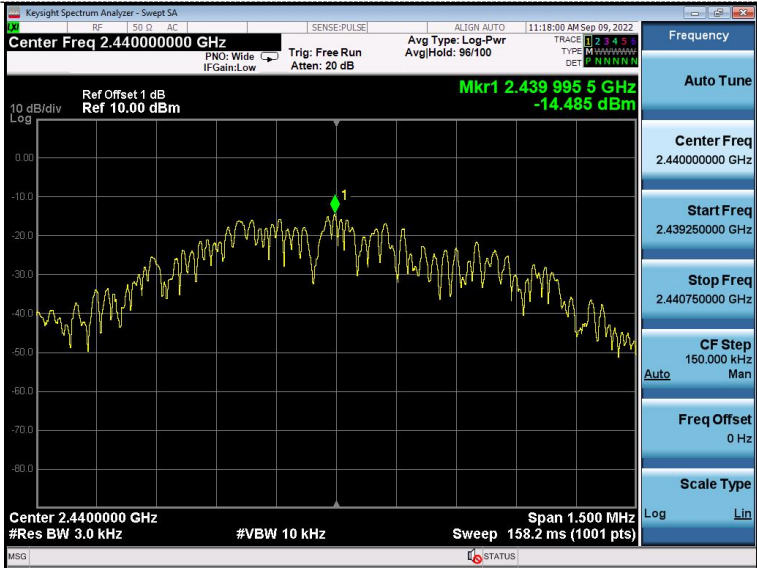 Keysight Spectrum Analyzer - Swept SA
LXI RF 50 Ω AC SENSE:PULSE ALIGN AUTO 11:18:00 AM Sep 09, 2022
Center Freq 2.440000000 GHz
PNO: Wide
IFGain:Low
Trig: Free Run
Atten: 20 dB
Avg Type: Log-Pwr
Avg|Hold: 96/100
TRACE 1 2 3 4 5 6
TYPE M WWWWW
DET P N N N N N
Frequency
Mkr1 2.439 995 5 GHz
-14.485 dBm
Ref Offset 1 dB
Ref 10.00 dBm
10 dB/div
Log
0.00
-10.0
-20.0
-30.0
-40.0
-50.0
-60.0
-70.0
-80.0
1
Auto Tune
Center Freq
2.440000000 GHz
Start Freq
2.439250000 GHz
Stop Freq
2.440750000 GHz
CF Step
150.000 kHz
Auto Man
Freq Offset
0 Hz
Scale Type
Log Lin
Center 2.4400000 GHz Span 1.500 MHz
#Res BW 3.0 kHz #VBW 10 kHz Sweep 158.2 ms (1001 pts)
MSG STATUS